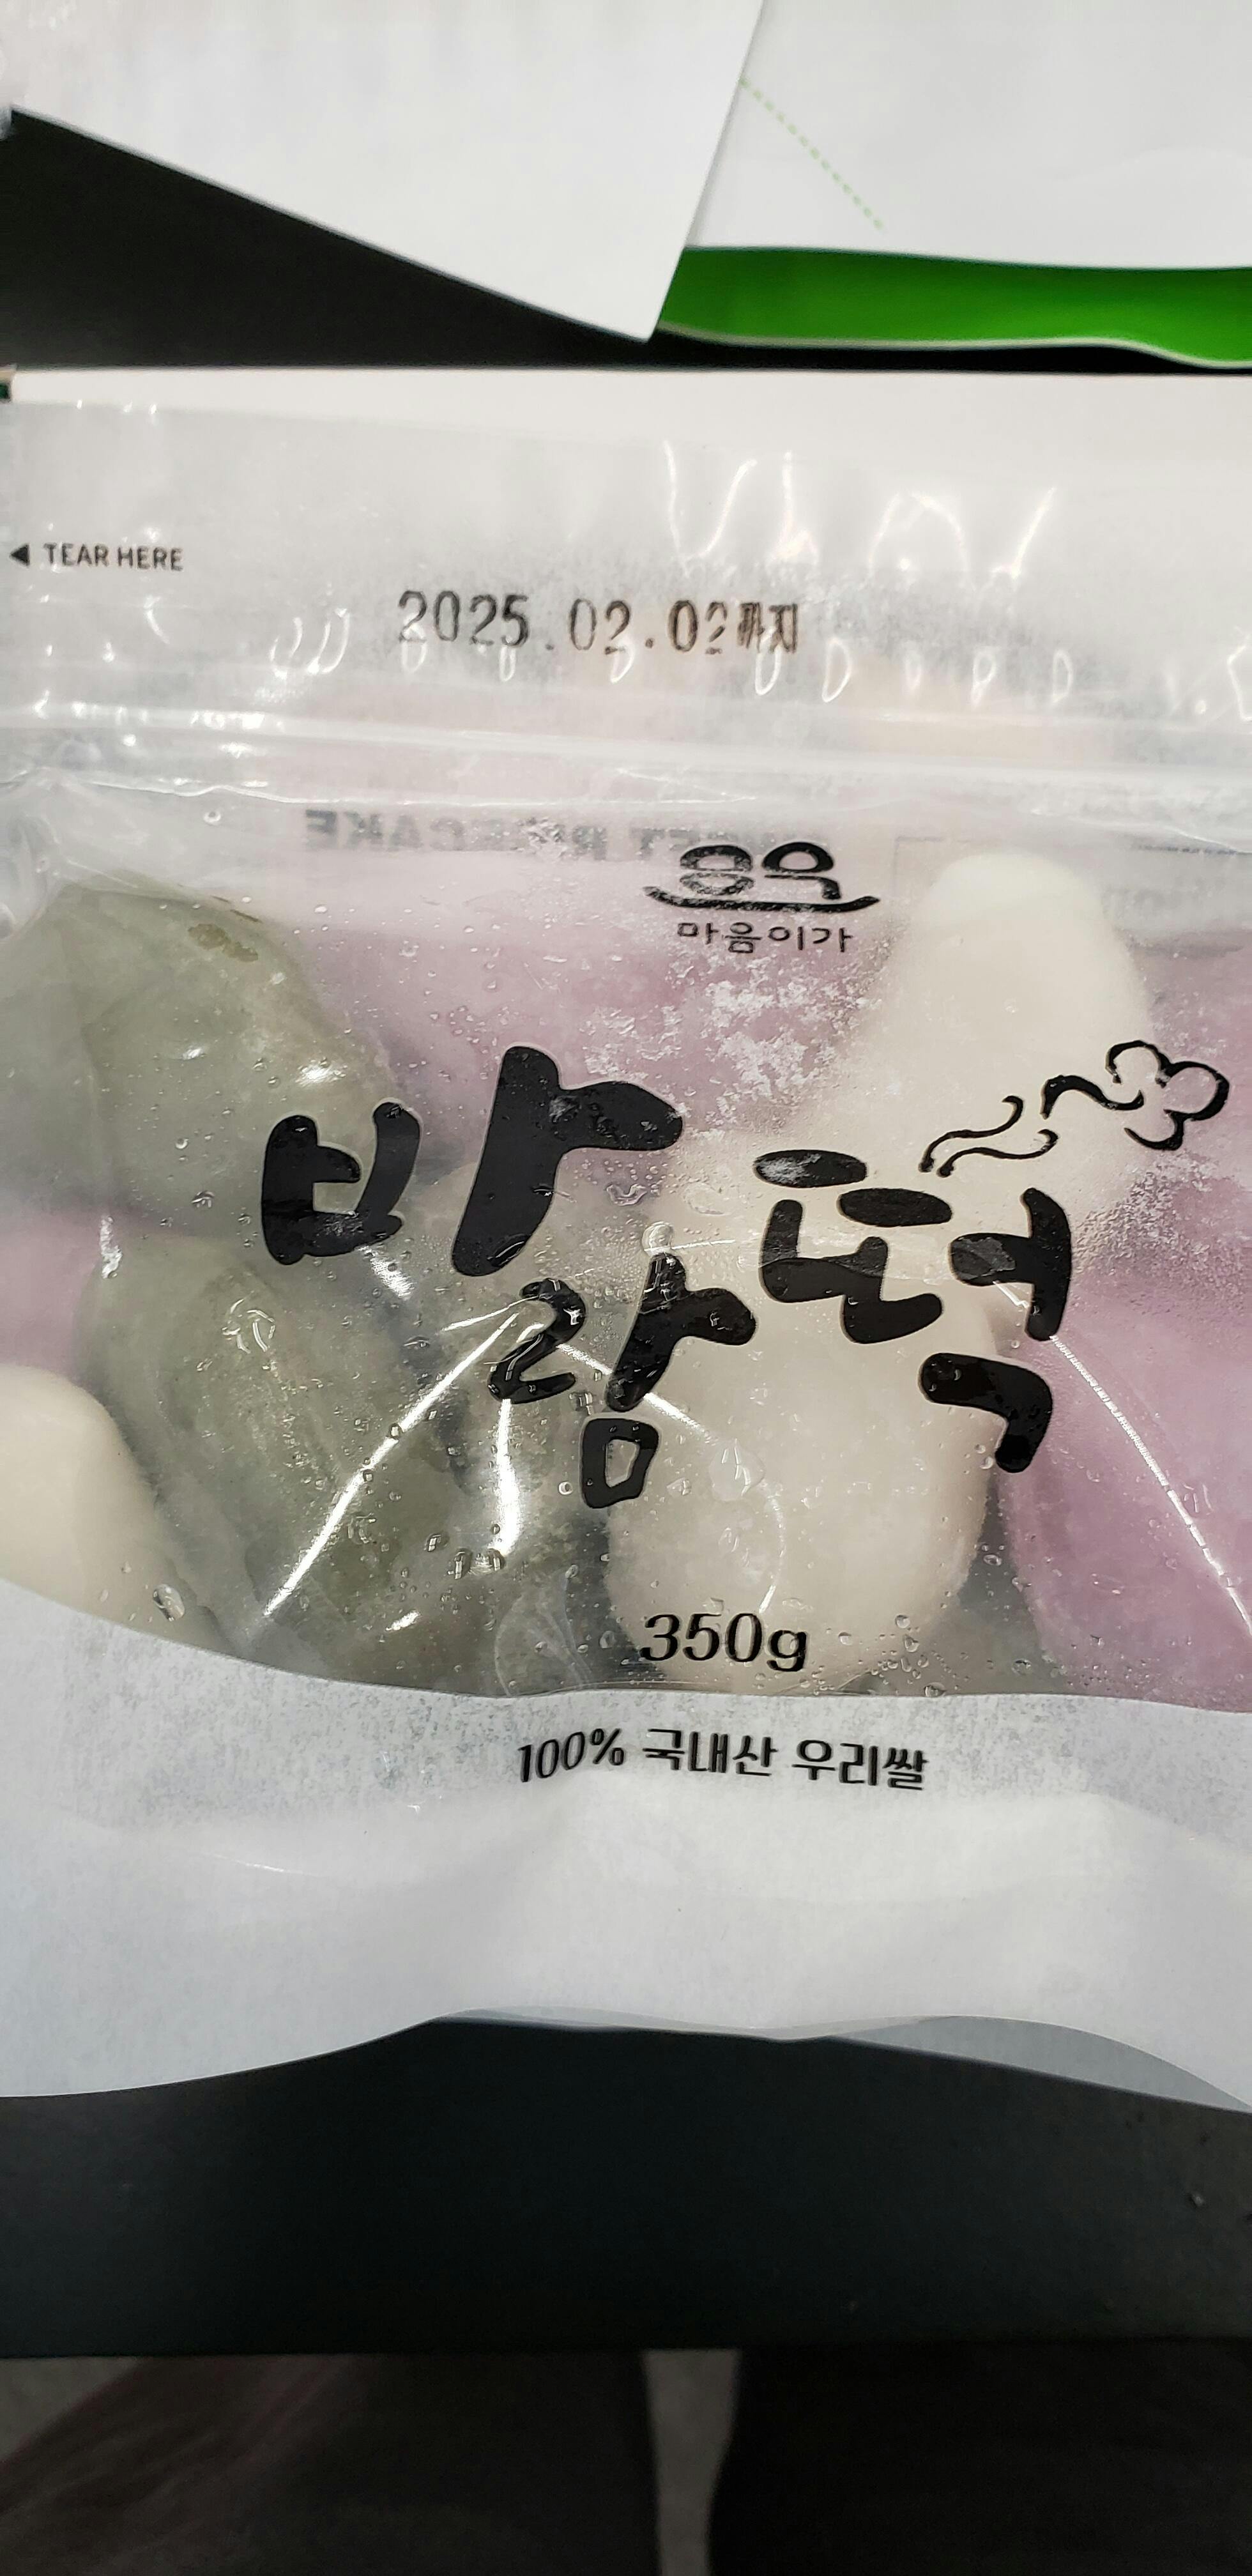 ◀ TEAR HERE
2025.02.02까지
마음이가
바람떡
350g
100% 국내산 우리쌀